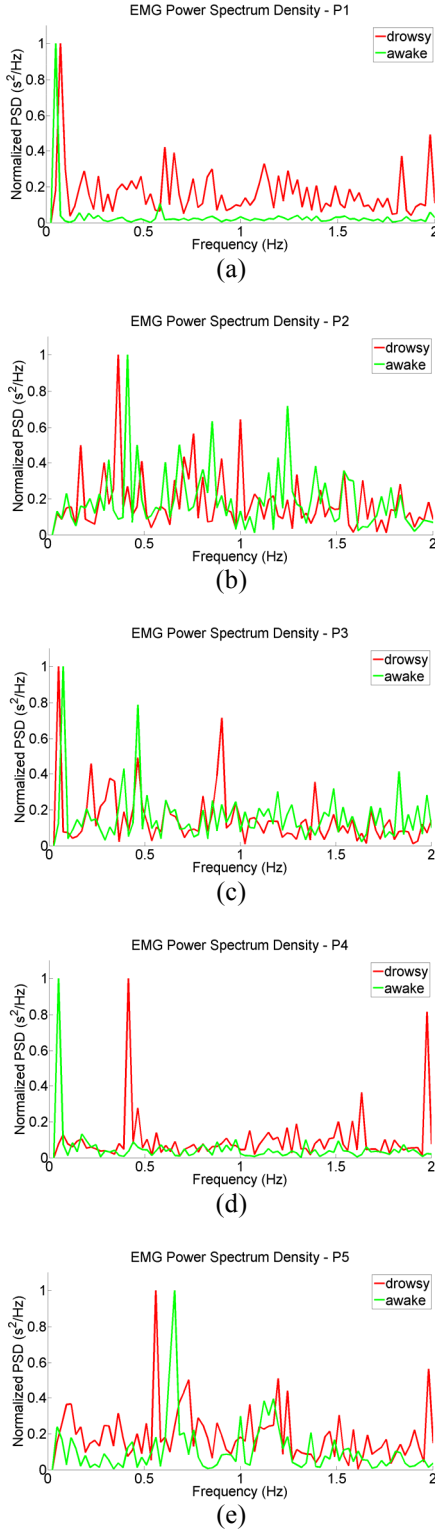 EMG Power Spectrum Density - P1
drowsy
awake
Normalized PSD (s²/Hz)
1
0.8
0.6
0.4
0.2
0
0.5
1
1.5
2
Frequency (Hz)
(a)
EMG Power Spectrum Density - P2
drowsy
awake
Normalized PSD (s²/Hz)
1
0.8
0.6
0.4
0.2
0
0.5
1
1.5
2
Frequency (Hz)
(b)
EMG Power Spectrum Density - P3
drowsy
awake
Normalized PSD (s²/Hz)
1
0.8
0.6
0.4
0.2
0
0.5
1
1.5
2
Frequency (Hz)
(c)
EMG Power Spectrum Density - P4
drowsy
awake
Normalized PSD (s²/Hz)
1
0.8
0.6
0.4
0.2
0
0.5
1
1.5
2
Frequency (Hz)
(d)
EMG Power Spectrum Density - P5
drowsy
awake
Normalized PSD (s²/Hz)
1
0.8
0.6
0.4
0.2
0
0.5
1
1.5
2
Frequency (Hz)
(e)